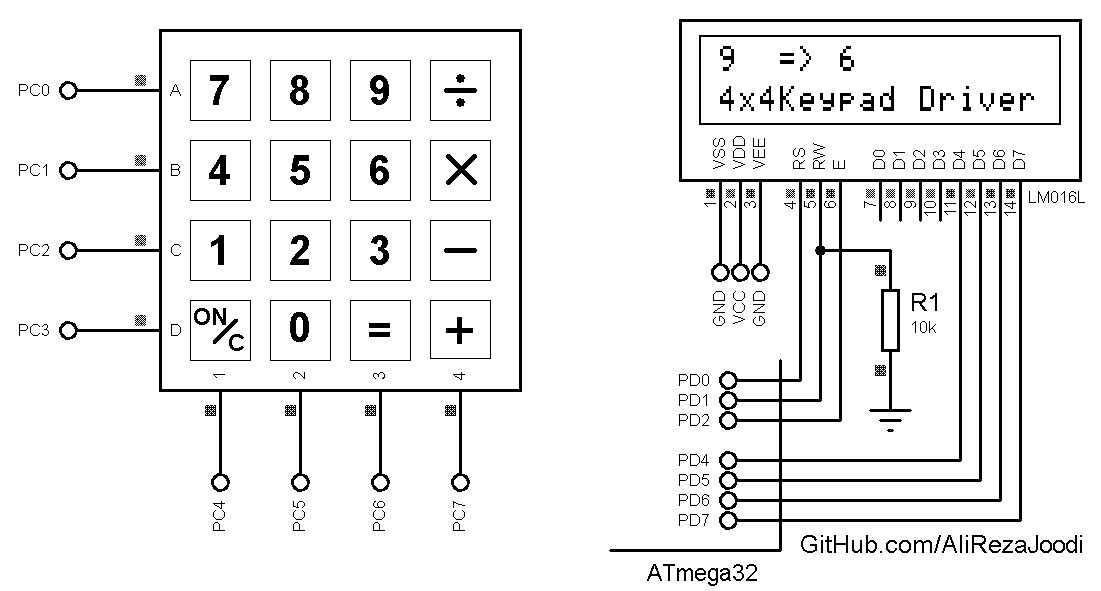 PC0
A
7
8
9
÷
PC1
B
4
5
6
×
PC2
C
1
2
3
−
PC3
D
ON/C
0
=
+
1
2
3
4
PC4
PC5
PC6
PC7
9 => 6
4x4Keypad Driver
VSS
VDD
VEE
RS
RW
E
D0
D1
D2
D3
D4
D5
D6
D7
1
2
3
4
5
6
7
8
9
10
11
12
13
14
LM016L
GND
VCC
GND
R1
10k
PD0
PD1
PD2
PD4
PD5
PD6
PD7
GitHub.com/AliRezaJoodi
ATmega32